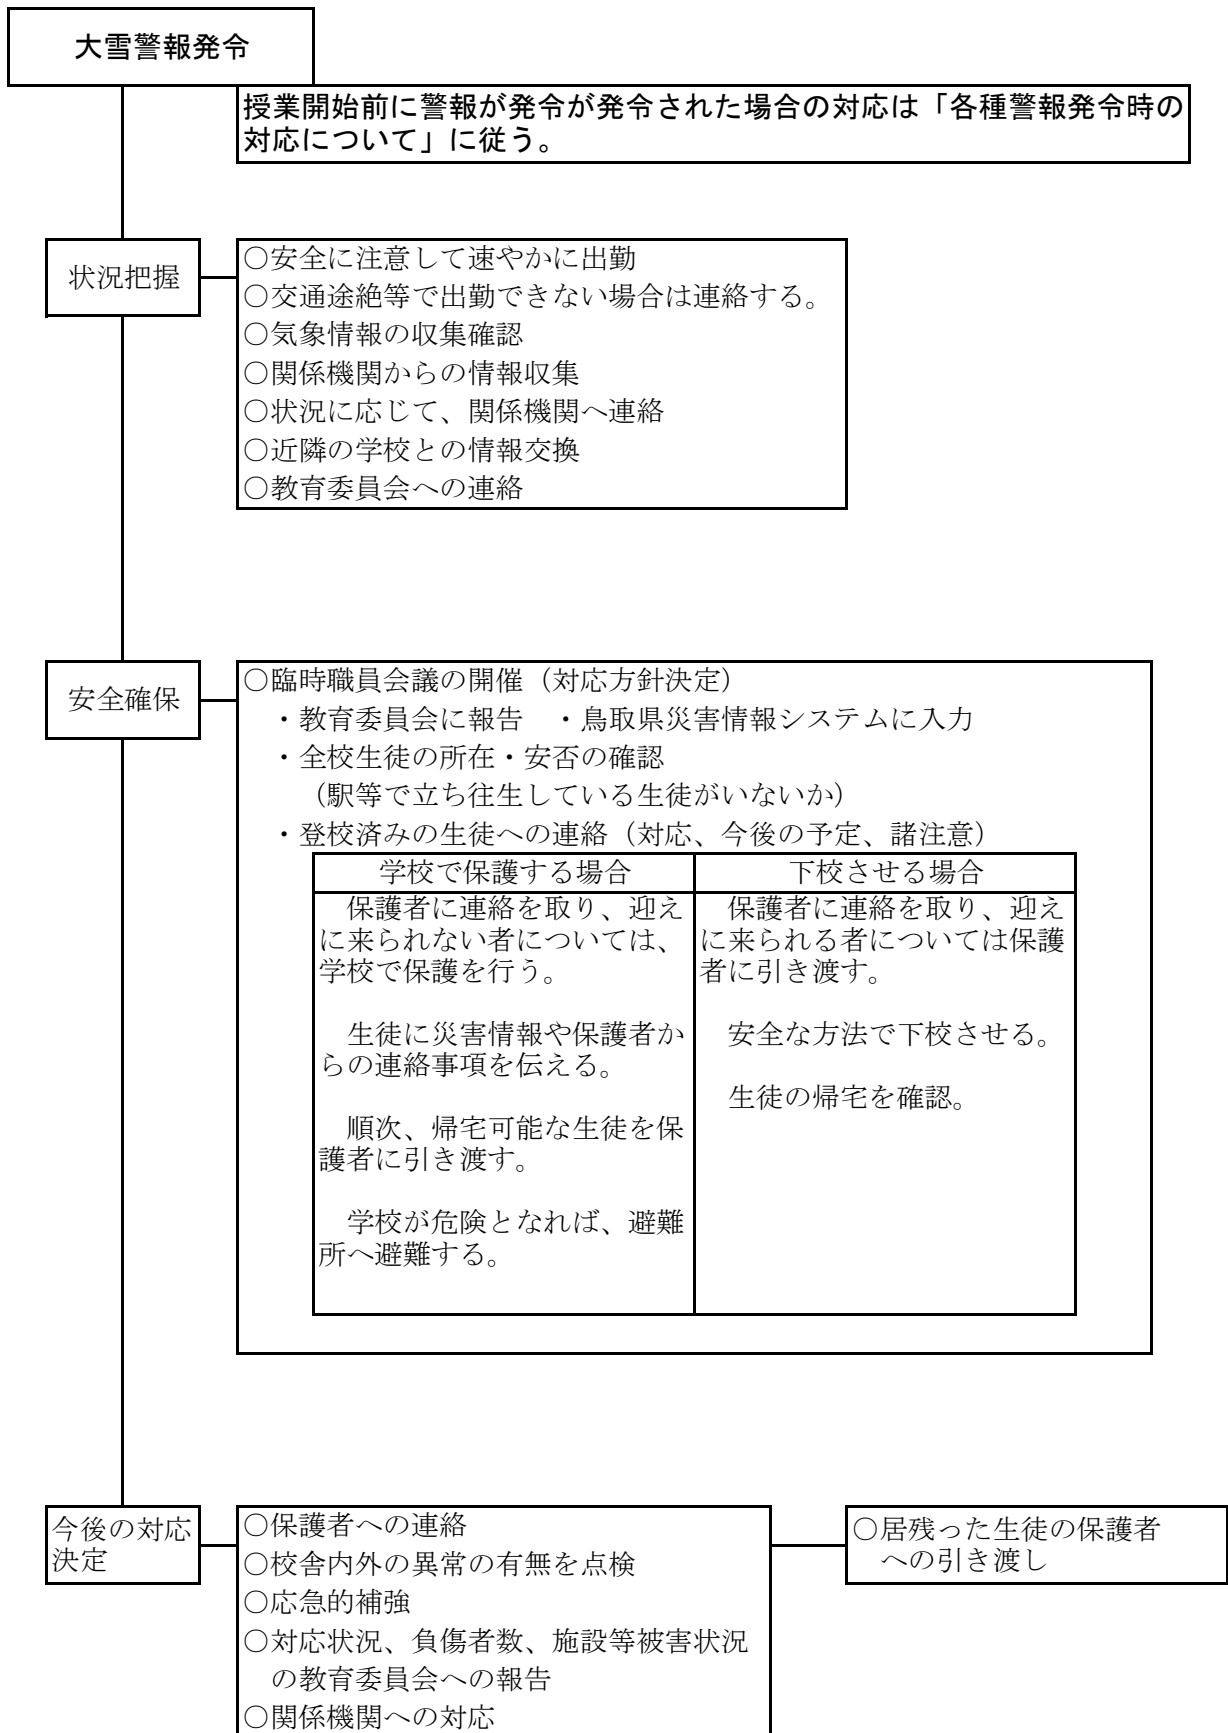 大雪警報発令
授業開始前に警報が発令が発令された場合の対応は「各種警報発令時の
対応について」に従う。
状況把握
○安全に注意して速やかに出勤
○交通途絶等で出勤できない場合は連絡する。
○気象情報の収集確認
○関係機関からの情報収集
○状況に応じて、関係機関へ連絡
○近隣の学校との情報交換
○教育委員会への連絡
安全確保
○臨時職員会議の開催（対応方針決定）
・教育委員会に報告　・鳥取県災害情報システムに入力
・全校生徒の所在・安否の確認
（駅等で立ち往生している生徒がいないか）
・登校済みの生徒への連絡（対応、今後の予定、諸注意）
学校で保護する場合
保護者に連絡を取り、迎え
に来られない者については、
学校で保護を行う。
生徒に災害情報や保護者か
らの連絡事項を伝える。
順次、帰宅可能な生徒を保
護者に引き渡す。
学校が危険となれば、避難
所へ避難する。
下校させる場合
保護者に連絡を取り、迎え
に来られる者については保護
者に引き渡す。
安全な方法で下校させる。
生徒の帰宅を確認。
今後の対応
決定
○保護者への連絡
○校舎内外の異常の有無を点検
○応急的補強
○対応状況、負傷者数、施設等被害状況
の教育委員会への報告
○関係機関への対応
○居残った生徒の保護者
への引き渡し